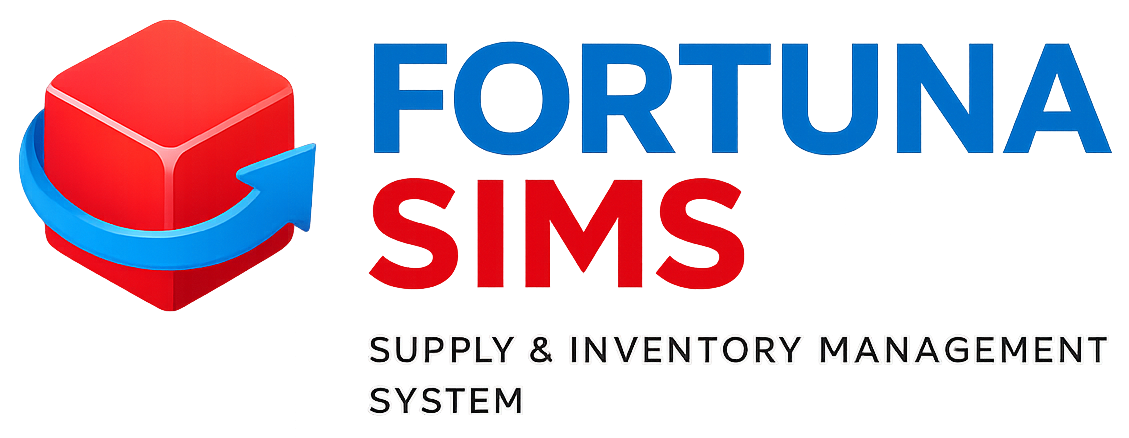 FORTUNA
SIMS
SUPPLY & INVENTORY MANAGEMENT
SYSTEM